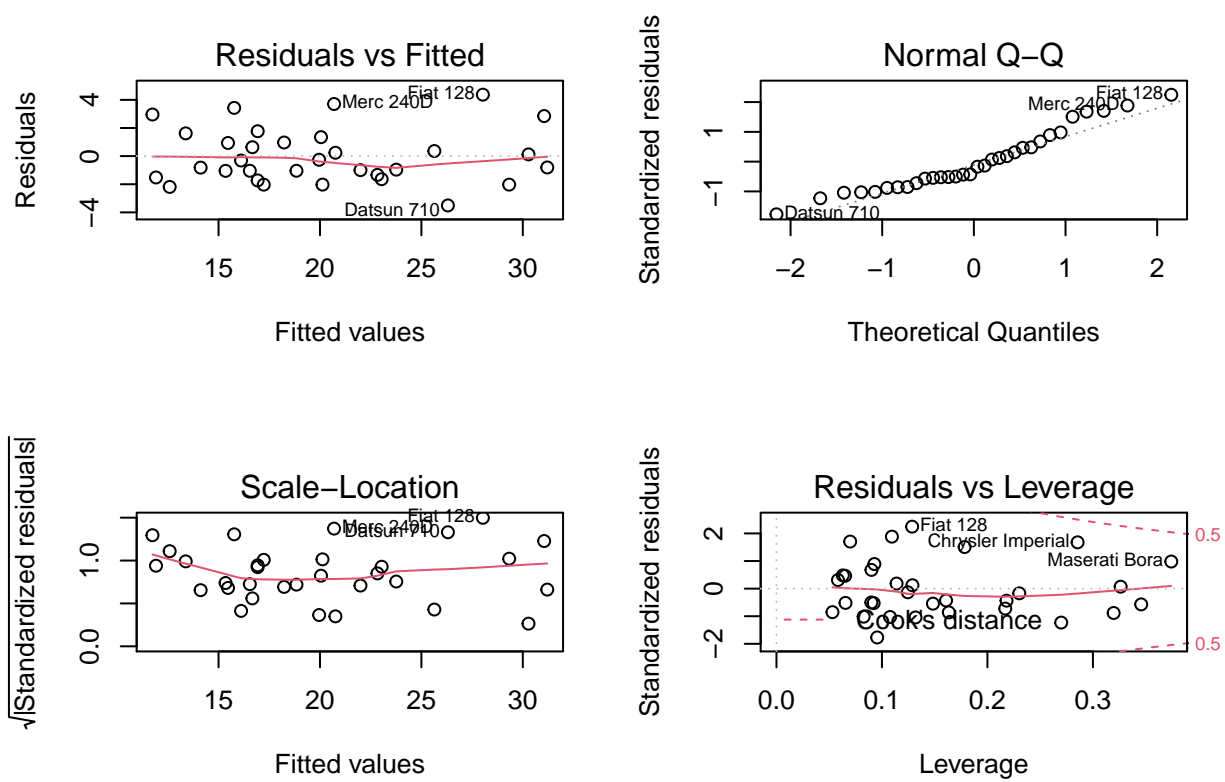 Residuals vs Fitted
Residuals
4
0
−4
Fiat 128
Merc 240D
Datsun 710
15
20
25
30
Fitted values
Normal Q−Q
Standardized residuals
1
−1
Fiat 128
Merc 240D
Datsun 710
−2
−1
0
1
2
Theoretical Quantiles
Scale−Location
√|Standardized residuals|
1.0
0.0
Fiat 128
Merc 240D
Datsun 710
15
20
25
30
Fitted values
Residuals vs Leverage
Standardized residuals
2
0
−2
Fiat 128
Chrysler Imperial
Maserati Bora
Cook's distance
0.5
0.5
0.0
0.1
0.2
0.3
Leverage